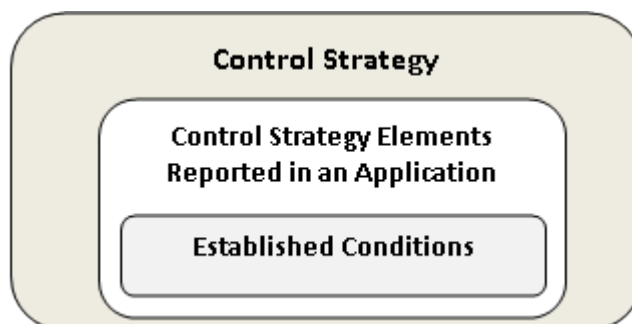 Control Strategy
Control Strategy Elements
Reported in an Application
Established Conditions